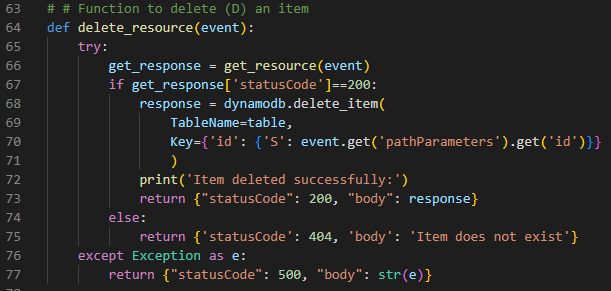 63 # # Function to delete (D) an item
64 def delete_resource(event):
65     try:
66         get_response = get_resource(event)
67         if get_response['statusCode']==200:
68             response = dynamodb.delete_item(
69                 TableName=table,
70                 Key={'id': {'S': event.get('pathParameters').get('id')}}
71                 )
72             print('Item deleted successfully:')
73             return {"statusCode": 200, "body": response}
74         else:
75             return {'statusCode': 404, 'body': 'Item does not exist'}
76     except Exception as e:
77         return {"statusCode": 500, "body": str(e)}